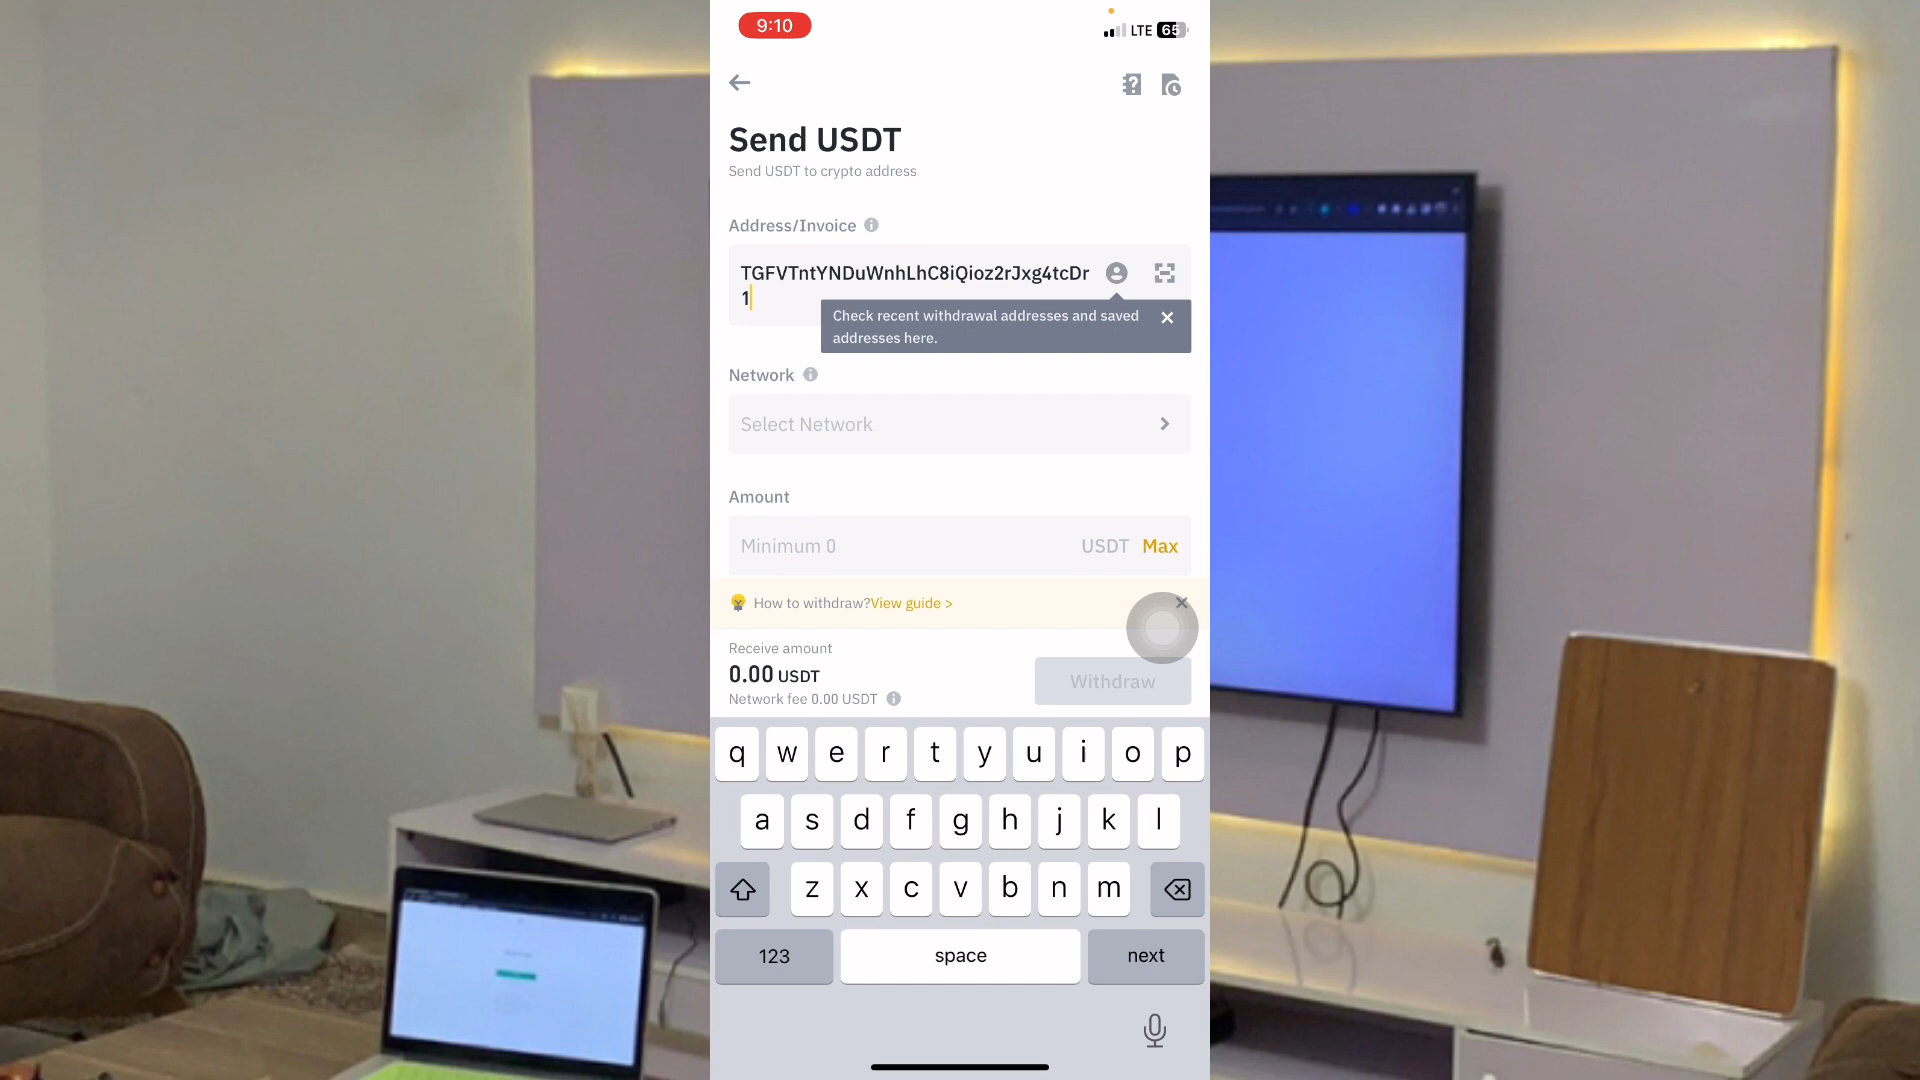 9:10
LTE 65
Send USDT
Send USDT to crypto address
Address/Invoice
TGFVTntYNDuWnhLhC8iQioz2rJxg4tcDr
1
Check recent withdrawal addresses and saved
addresses here.
Network
Select Network
Amount
Minimum 0 USDT Max
How to withdraw?View guide >
Receive amount
0.00 USDT
Withdraw
Network fee 0.00 USDT
q w e r t y u i o p
a s d f g h j k l
z x c v b n m
123 space next